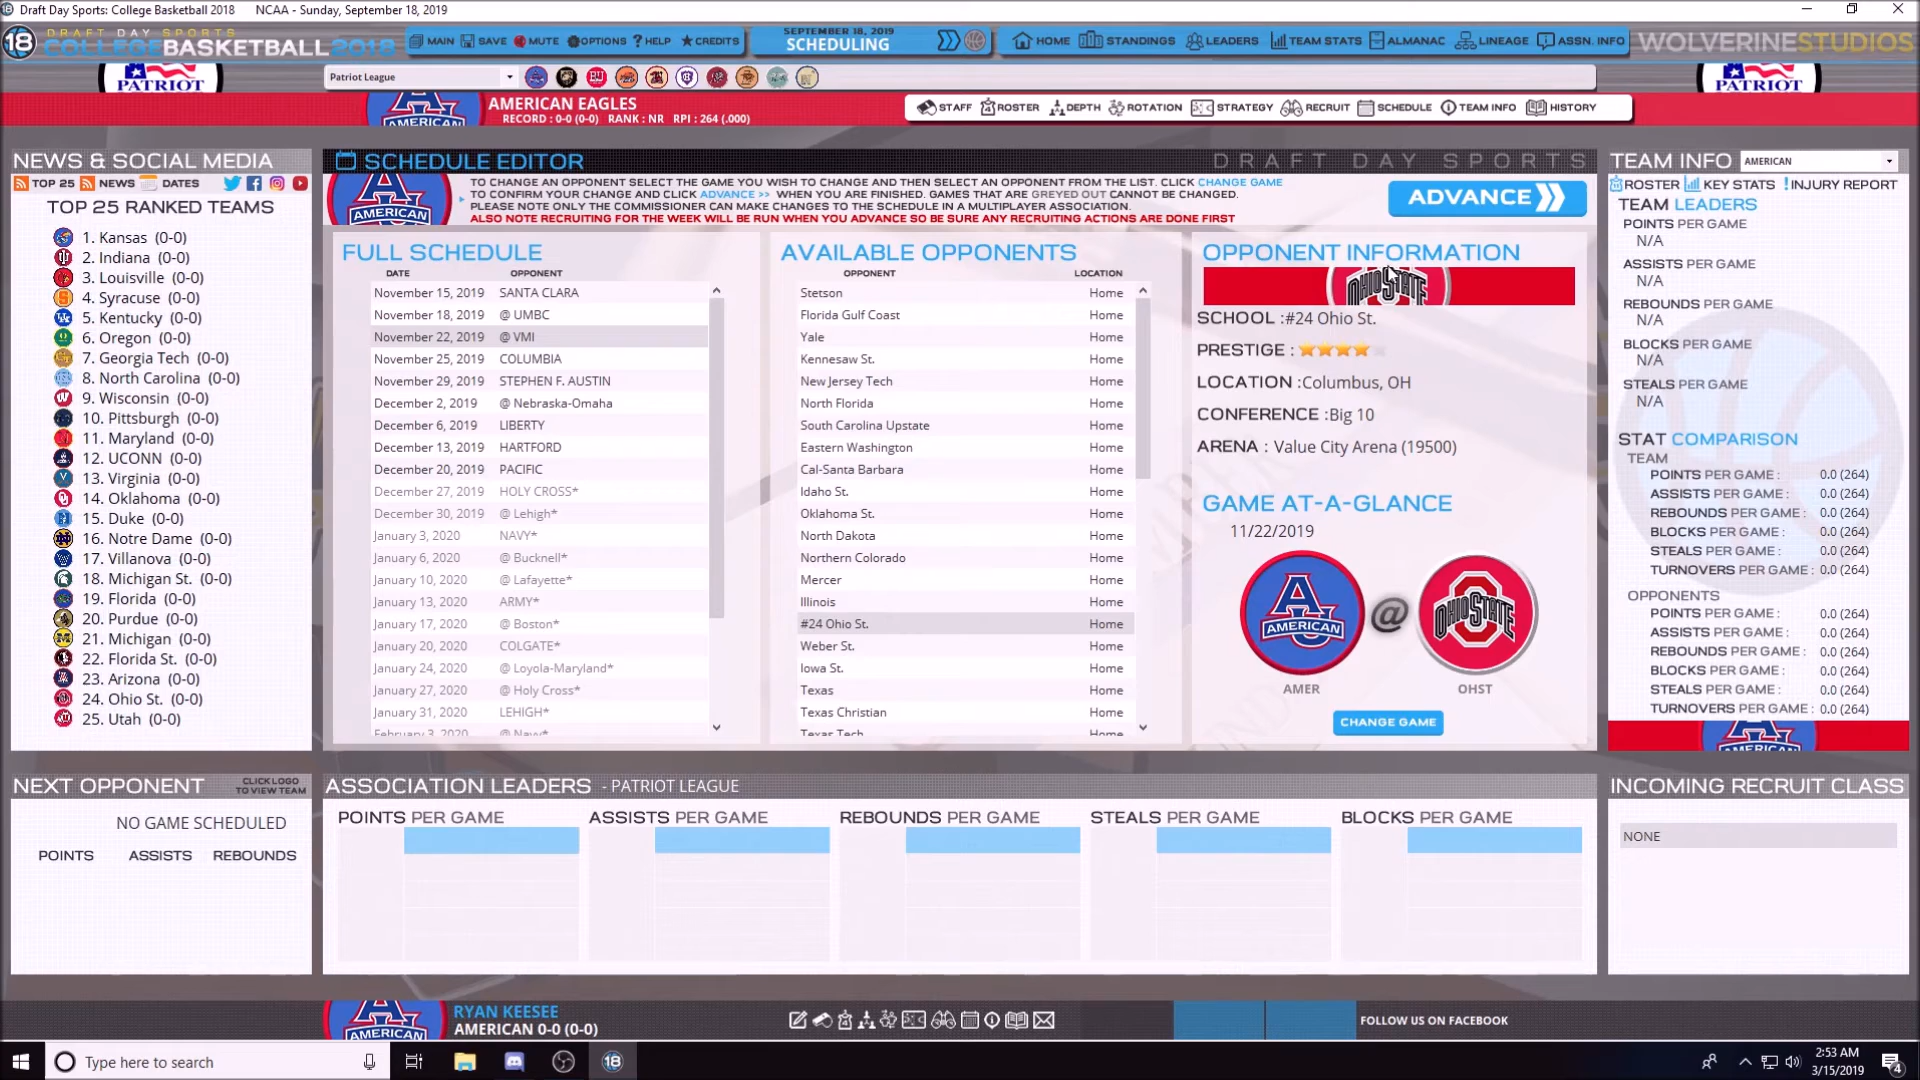 Draft Day Sports: College Basketball 2018 NCAA - Sunday, September 18, 2019
18 DRAFT DAY SPORTS COLLEGE BASKETBALL 2018
MAIN SAVE MUTE OPTIONS HELP CREDITS
SEPTEMBER 18, 2019
SCHEDULING
HOME STANDINGS LEADERS TEAM STATS ALMANAC LINEAGE ASSN. INFO
WOLVERINE STUDIOS
PATRIOT
Patriot League
PATRIOT
AMERICAN
AMERICAN EAGLES
RECORD : 0-0 (0-0) RANK : NR RPI : 264 (.000)
STAFF ROSTER DEPTH ROTATION STRATEGY RECRUIT SCHEDULE TEAM INFO HISTORY
NEWS & SOCIAL MEDIA
TOP 25 NEWS DATES
TOP 25 RANKED TEAMS
1. Kansas (0-0)
2. Indiana (0-0)
3. Louisville (0-0)
4. Syracuse (0-0)
5. Kentucky (0-0)
6. Oregon (0-0)
7. Georgia Tech (0-0)
8. North Carolina (0-0)
9. Wisconsin (0-0)
10. Pittsburgh (0-0)
11. Maryland (0-0)
12. UCONN (0-0)
13. Virginia (0-0)
14. Oklahoma (0-0)
15. Duke (0-0)
16. Notre Dame (0-0)
17. Villanova (0-0)
18. Michigan St. (0-0)
19. Florida (0-0)
20. Purdue (0-0)
21. Michigan (0-0)
22. Florida St. (0-0)
23. Arizona (0-0)
24. Ohio St. (0-0)
25. Utah (0-0)
SCHEDULE EDITOR
DRAFT DAY SPORTS
AMERICAN
TO CHANGE AN OPPONENT SELECT THE GAME YOU WISH TO CHANGE AND THEN SELECT AN OPPONENT FROM THE LIST. CLICK CHANGE GAME
TO CONFIRM YOUR CHANGE AND CLICK ADVANCE >> WHEN YOU ARE FINISHED. GAMES THAT ARE GREYED OUT CANNOT BE CHANGED.
PLEASE NOTE ONLY THE COMMISSIONER CAN MAKE CHANGES TO THE SCHEDULE IN A MULTIPLAYER ASSOCIATION.
ALSO NOTE RECRUITING FOR THE WEEK WILL BE RUN WHEN YOU ADVANCE SO BE SURE ANY RECRUITING ACTIONS ARE DONE FIRST
ADVANCE
FULL SCHEDULE
DATE OPPONENT
November 15, 2019 SANTA CLARA
November 18, 2019 @ UMBC
November 22, 2019 @ VMI
November 25, 2019 COLUMBIA
November 29, 2019 STEPHEN F. AUSTIN
December 2, 2019 @ Nebraska-Omaha
December 6, 2019 LIBERTY
December 13, 2019 HARTFORD
December 20, 2019 PACIFIC
December 27, 2019 HOLY CROSS*
December 30, 2019 @ Lehigh*
January 3, 2020 NAVY*
January 6, 2020 @ Bucknell*
January 10, 2020 @ Lafayette*
January 13, 2020 ARMY*
January 17, 2020 @ Boston*
January 20, 2020 COLGATE*
January 24, 2020 @ Loyola-Maryland*
January 27, 2020 @ Holy Cross*
January 31, 2020 LEHIGH*
February 3, 2020 @ Navy*
AVAILABLE OPPONENTS
OPPONENT LOCATION
Stetson Home
Florida Gulf Coast Home
Yale Home
Kennesaw St. Home
New Jersey Tech Home
North Florida Home
South Carolina Upstate Home
Eastern Washington Home
Cal-Santa Barbara Home
Idaho St. Home
Oklahoma St. Home
North Dakota Home
Northern Colorado Home
Mercer Home
Illinois Home
#24 Ohio St. Home
Weber St. Home
Iowa St. Home
Texas Home
Texas Christian Home
Texas Tech Home
OPPONENT INFORMATION
OHIO STATE
SCHOOL :#24 Ohio St.
PRESTIGE :
LOCATION :Columbus, OH
CONFERENCE :Big 10
ARENA : Value City Arena (19500)
GAME AT-A-GLANCE
11/22/2019
AMERICAN @ OHIO STATE
AMER OHST
CHANGE GAME
TEAM INFO AMERICAN
ROSTER KEY STATS INJURY REPORT
TEAM LEADERS
POINTS PER GAME
N/A
ASSISTS PER GAME
N/A
REBOUNDS PER GAME
N/A
BLOCKS PER GAME
N/A
STEALS PER GAME
N/A
STAT COMPARISON
TEAM
POINTS PER GAME : 0.0 (264)
ASSISTS PER GAME : 0.0 (264)
REBOUNDS PER GAME : 0.0 (264)
BLOCKS PER GAME : 0.0 (264)
STEALS PER GAME : 0.0 (264)
TURNOVERS PER GAME : 0.0 (264)
OPPONENTS
POINTS PER GAME : 0.0 (264)
ASSISTS PER GAME : 0.0 (264)
REBOUNDS PER GAME : 0.0 (264)
BLOCKS PER GAME : 0.0 (264)
STEALS PER GAME : 0.0 (264)
TURNOVERS PER GAME : 0.0 (264)
AMERICAN
NEXT OPPONENT CLICK LOGO TO VIEW TEAM
NO GAME SCHEDULED
POINTS ASSISTS REBOUNDS
ASSOCIATION LEADERS - PATRIOT LEAGUE
POINTS PER GAME ASSISTS PER GAME REBOUNDS PER GAME STEALS PER GAME BLOCKS PER GAME
INCOMING RECRUIT CLASS
NONE
AMERICAN
RYAN KEESEE
AMERICAN 0-0 (0-0)
FOLLOW US ON FACEBOOK
Type here to search
18
2:53 AM
3/15/2019
4